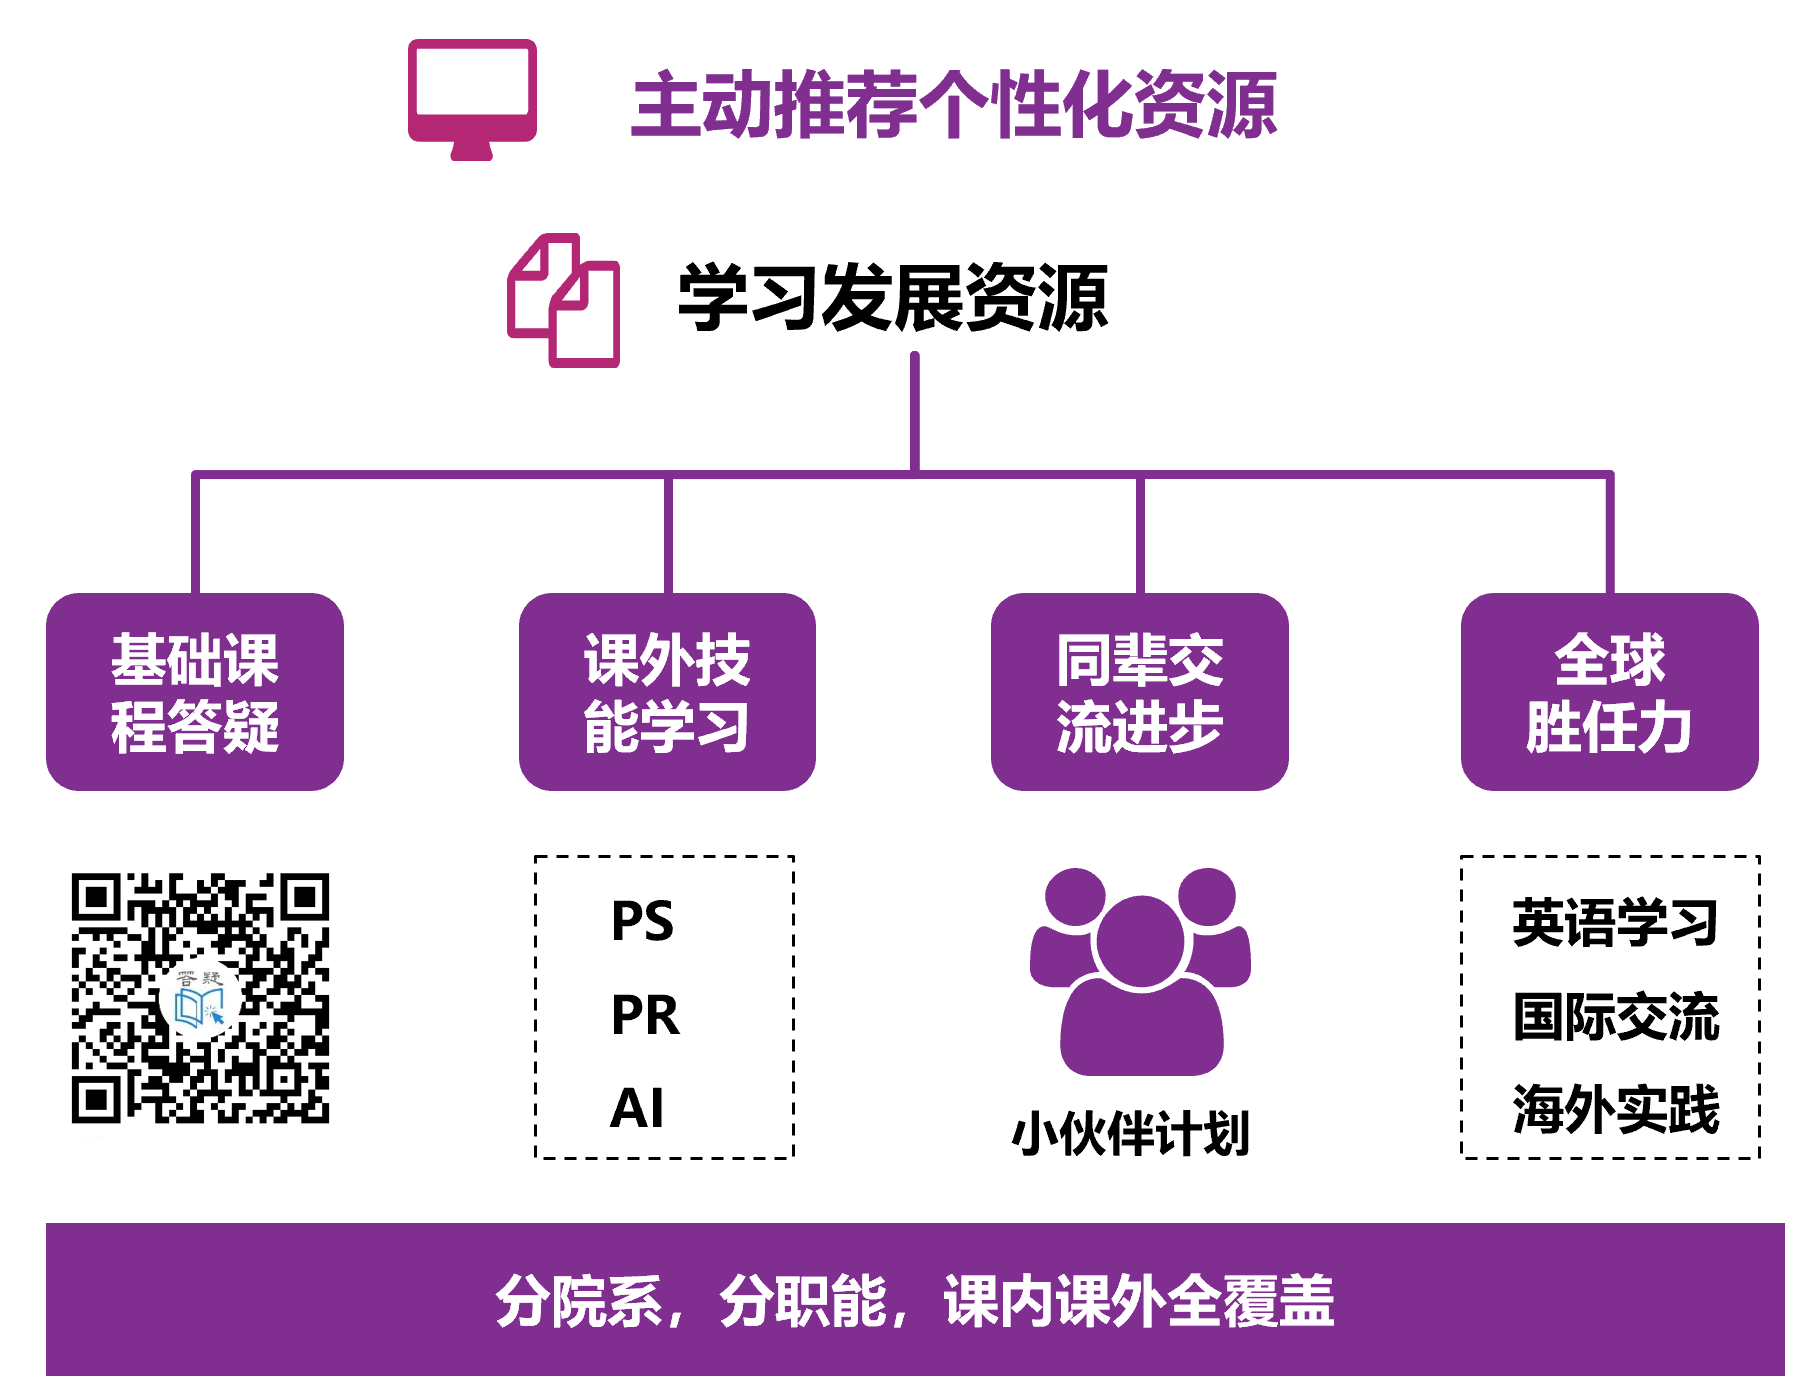 主动推荐个性化资源
学习发展资源
基础课
程答疑
课外技
能学习
同辈交
流进步
全球
胜任力
答疑
PS
PR
AI
小伙伴计划
英语学习
国际交流
海外实践
分院系，分职能，课内课外全覆盖